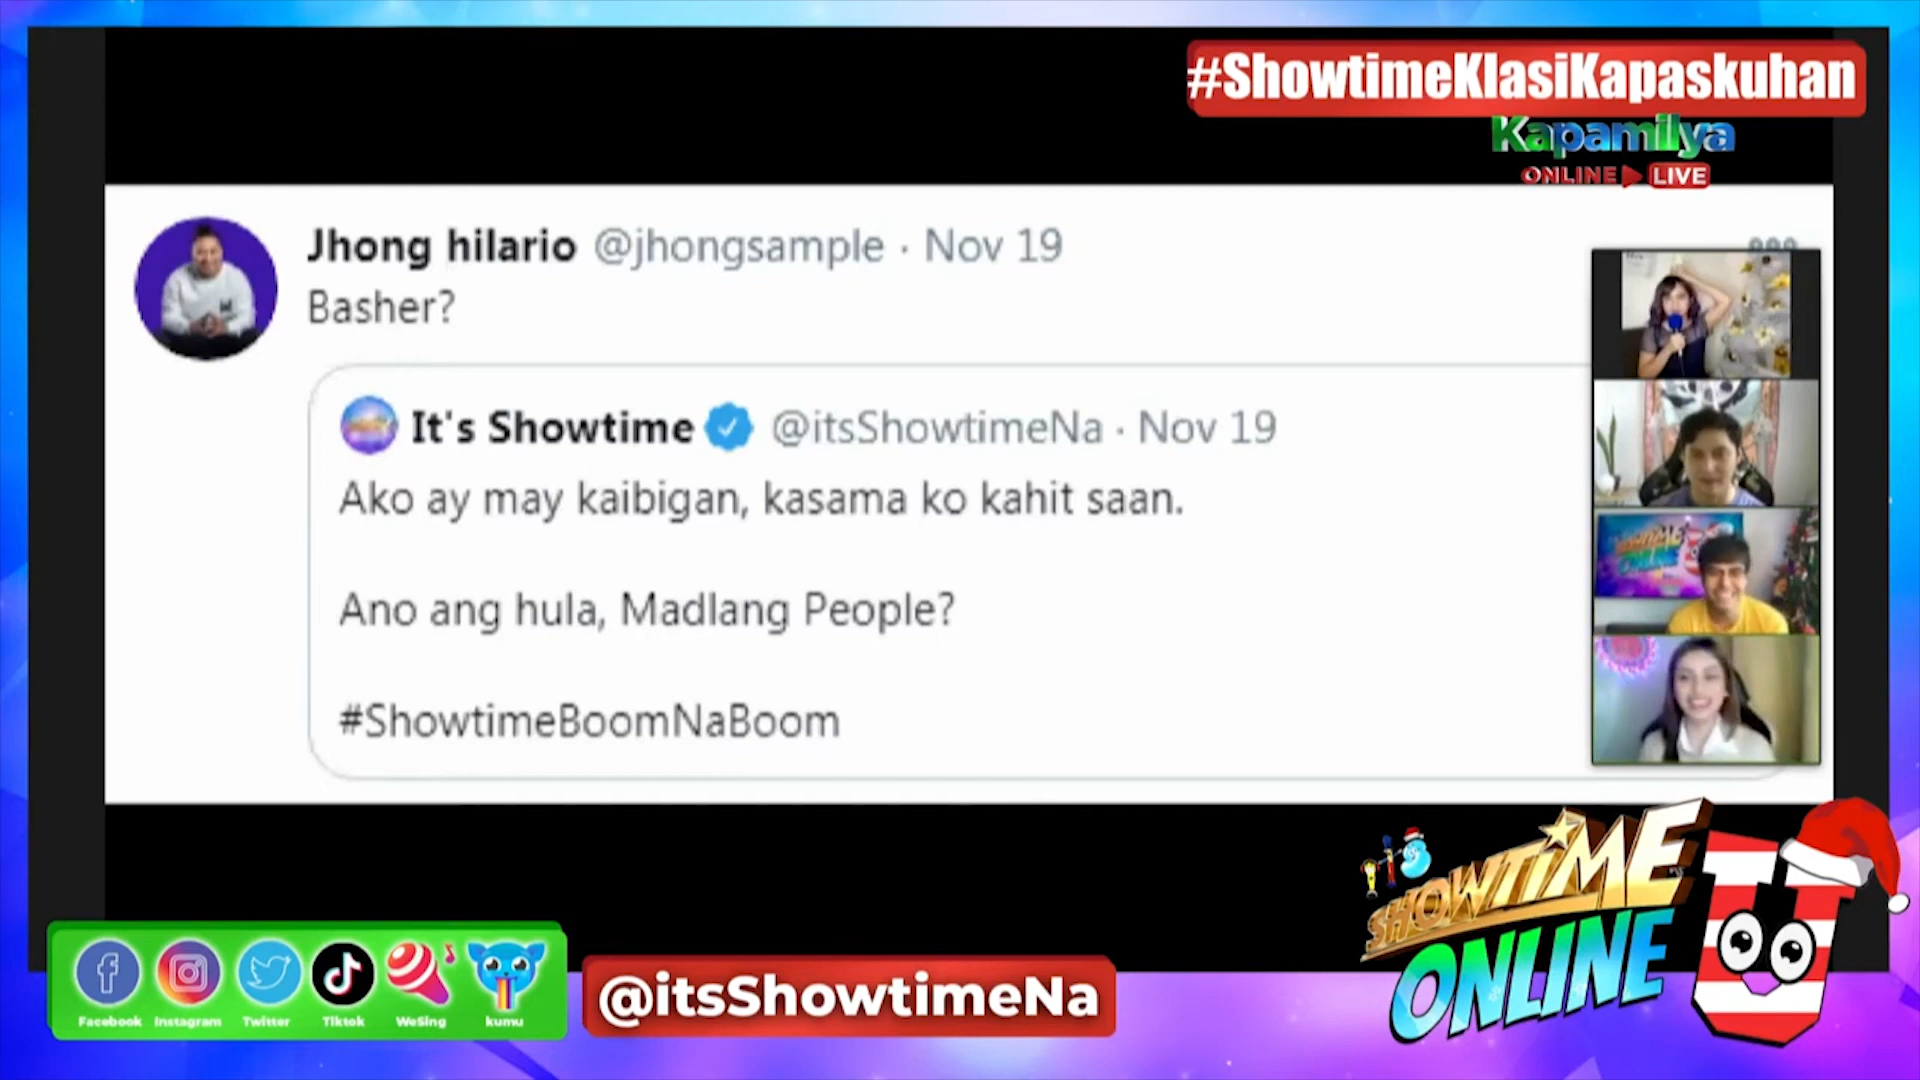 #ShowtimeKlasiKapaskuhan
Kapamilya
ONLINE LIVE
Jhong hilario @jhongsample · Nov 19
Basher?
It's Showtime @itsShowtimeNa · Nov 19
Ako ay may kaibigan, kasama ko kahit saan.
Ano ang hula, Madlang People?
#ShowtimeBoomNaBoom
it's
SHOWTIME
ONLINE U
Facebook Instagram Twitter Tiktok WeSing kumu
@itsShowtimeNa